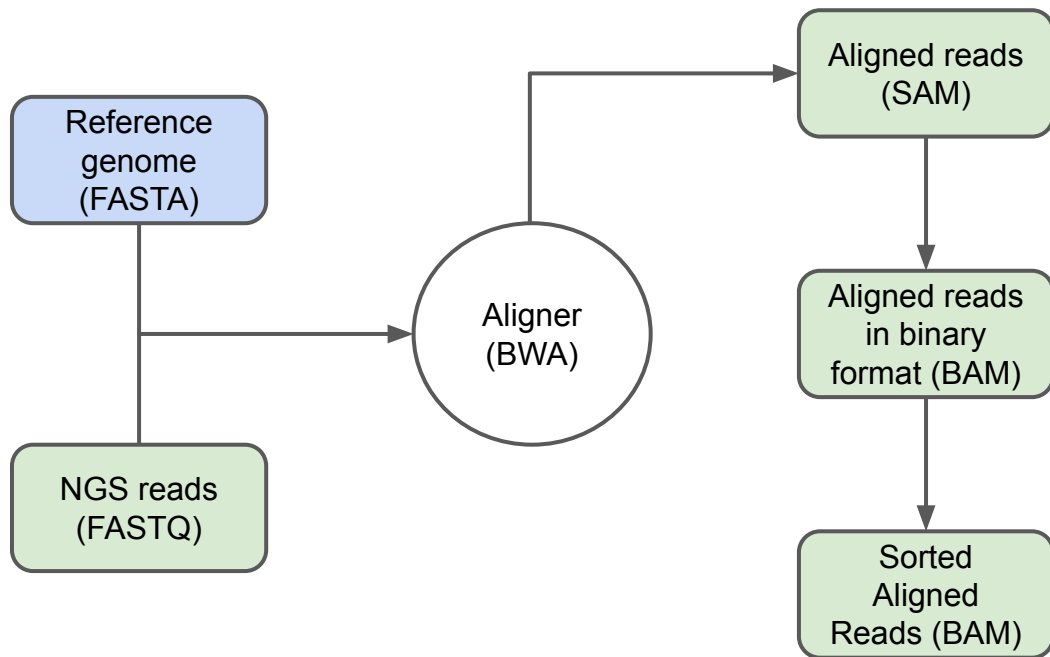 Reference
genome
(FASTA)
NGS reads
(FASTQ)
Aligner
(BWA)
Aligned reads
(SAM)
Aligned reads
in binary
format (BAM)
Sorted
Aligned
Reads (BAM)